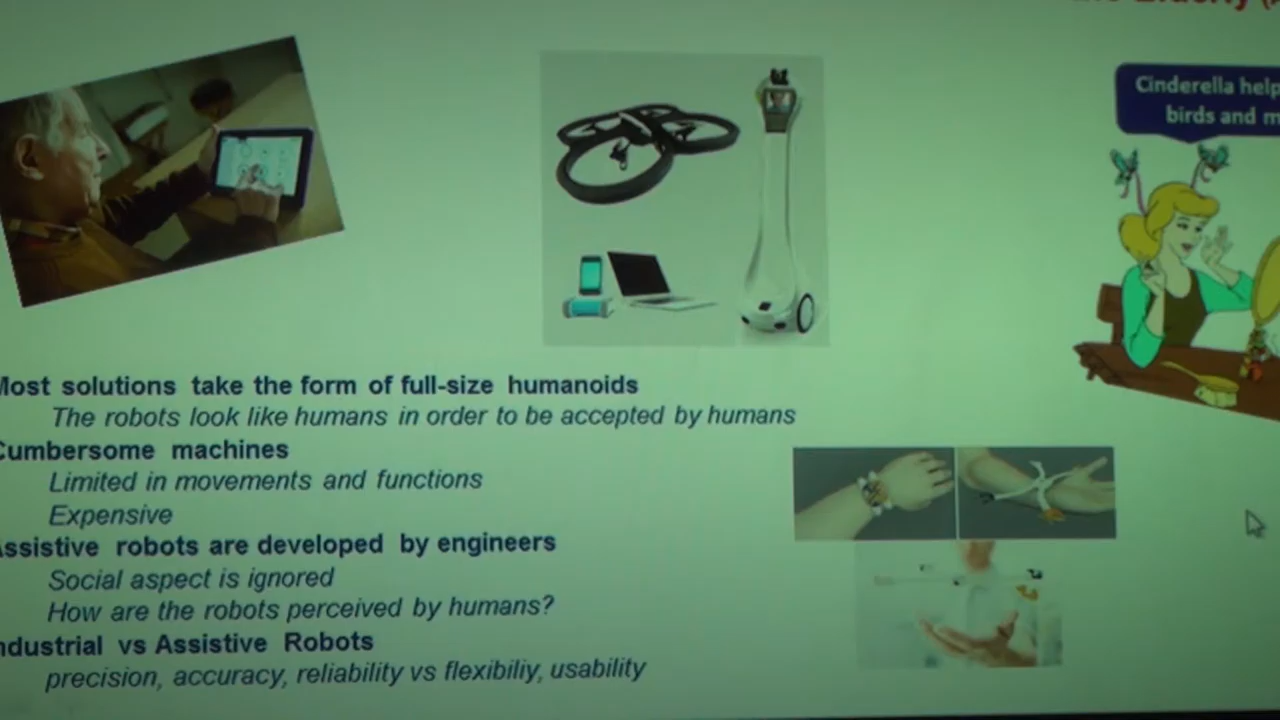 Elderly
Cinderella
birds and
Most solutions take the form of full-size humanoids
The robots look like humans in order to be accepted by humans
Cumbersome machines
Limited in movements and functions
Expensive
Assistive robots are developed by engineers
Social aspect is ignored
How are the robots perceived by humans?
Industrial vs Assistive Robots
precision, accuracy, reliability vs flexibiliy, usability